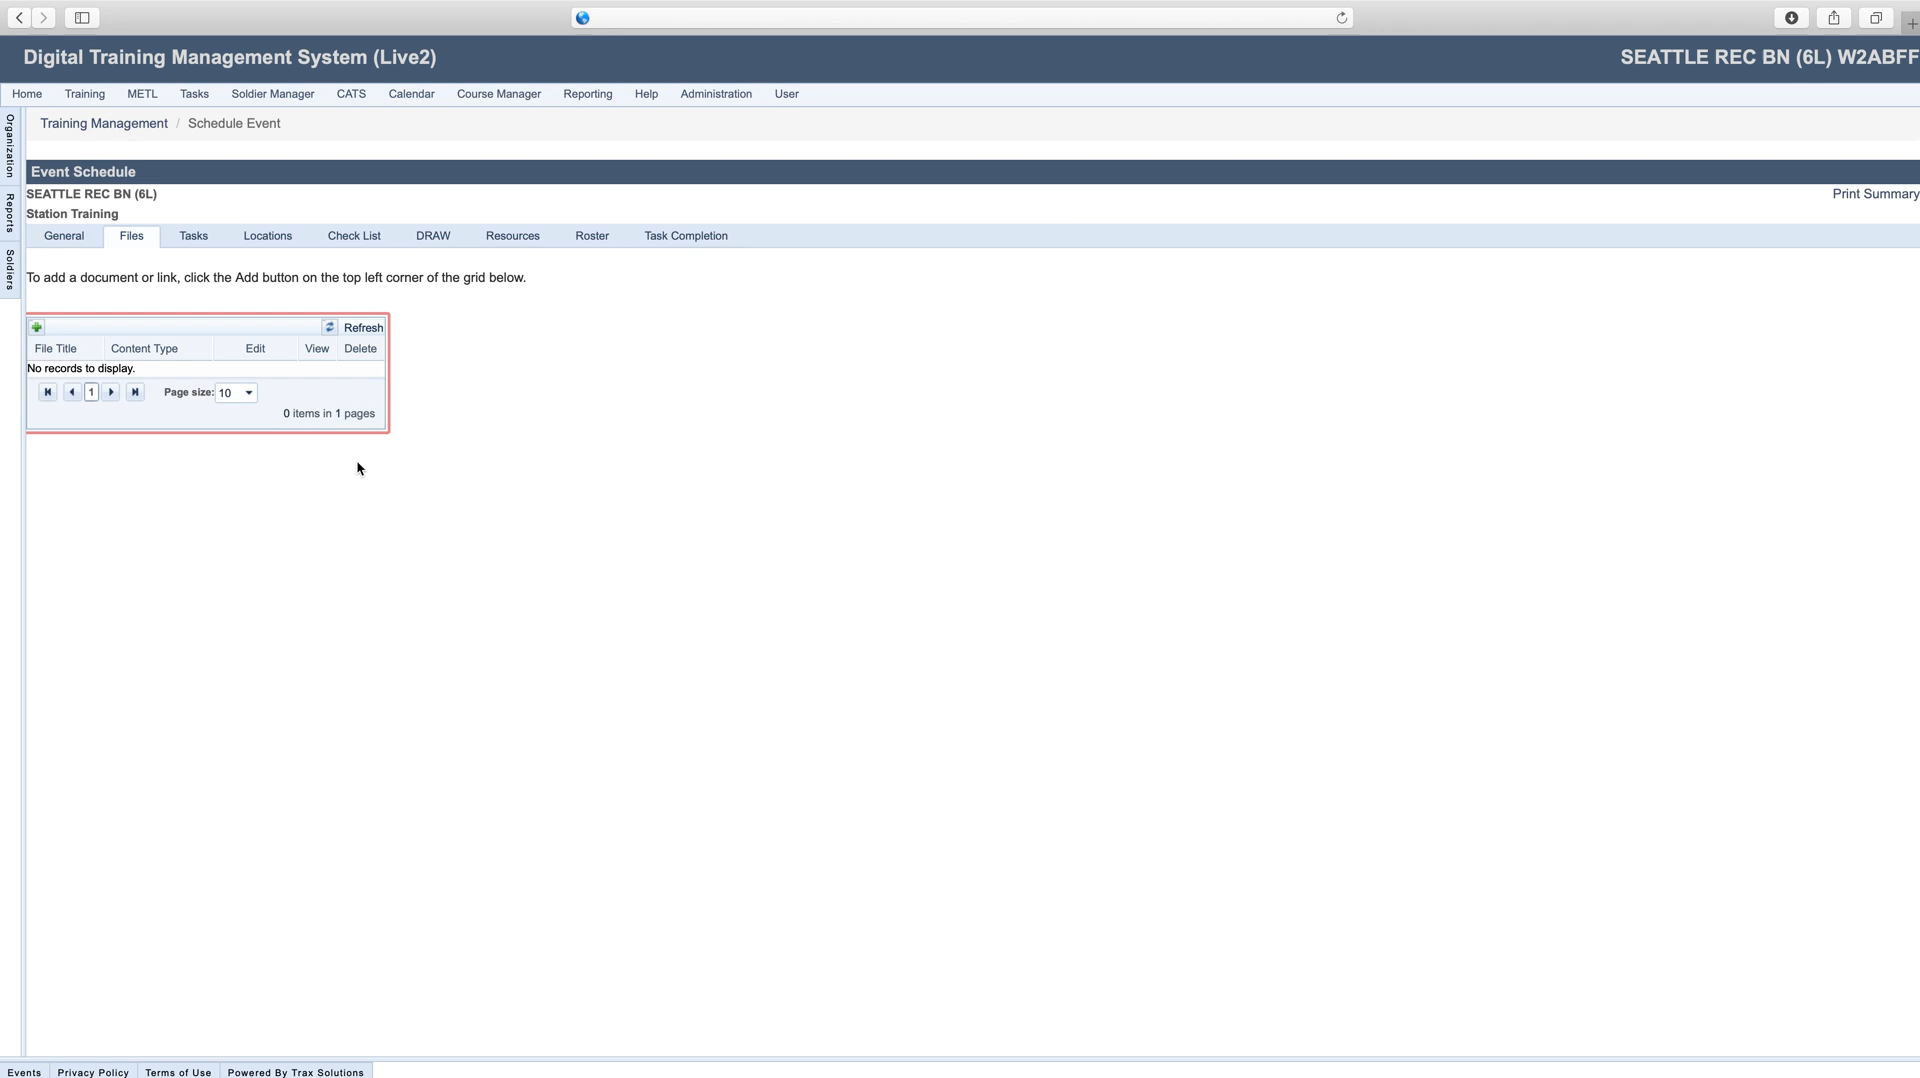 Digital Training Management System (Live2) SEATTLE REC BN (6L) W2ABFF
Home Training METL Tasks Soldier Manager CATS Calendar Course Manager Reporting Help Administration User
Organization
Reports
Soldiers
Training Management / Schedule Event
Event Schedule
SEATTLE REC BN (6L) Print Summary
Station Training
General Files Tasks Locations Check List DRAW Resources Roster Task Completion
To add a document or link, click the Add button on the top left corner of the grid below.
Refresh
File Title Content Type Edit View Delete
No records to display.
1 Page size: 10
0 items in 1 pages
Events Privacy Policy Terms of Use Powered By Trax Solutions